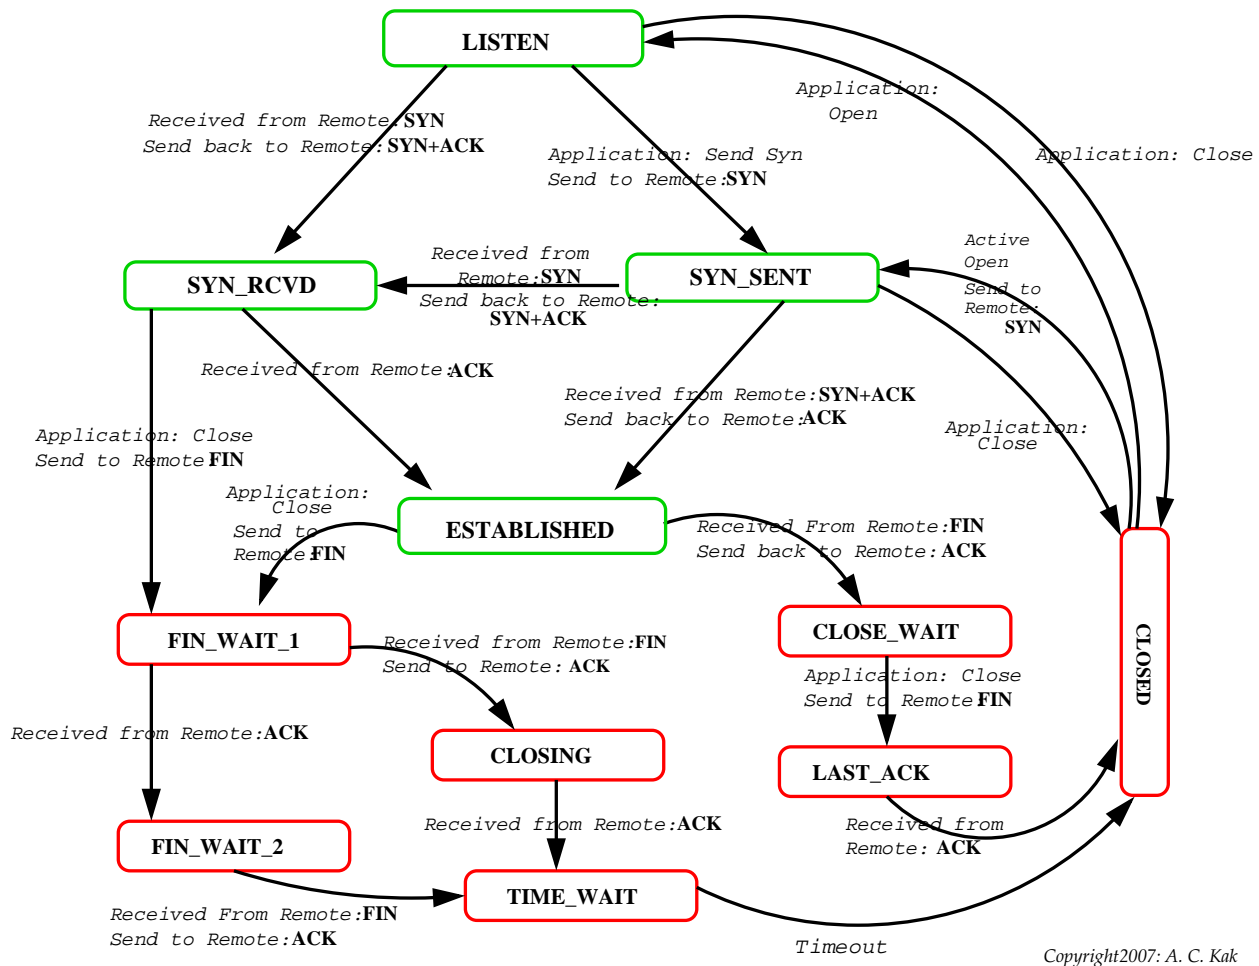 LISTEN
Application:
Open
Received from Remote: SYN
Send back to Remote: SYN+ACK
Application: Send Syn
Send to Remote: SYN
Application: Close
SYN_RCVD
Received from
Remote: SYN
Send back to Remote:
SYN+ACK
SYN_SENT
Active
Open
Send to
Remote:
SYN
Received from Remote: ACK
Received from Remote: SYN+ACK
Send back to Remote: ACK
Application:
Close
Application: Close
Send to Remote FIN
Application:
Close
Send to
Remote: FIN
ESTABLISHED
Received From Remote: FIN
Send back to Remote: ACK
FIN_WAIT_1
Received from Remote: FIN
Send to Remote: ACK
CLOSE_WAIT
CLOSED
Application: Close
Send to Remote FIN
Received from Remote: ACK
CLOSING
LAST_ACK
FIN_WAIT_2
Received from Remote: ACK
Received from
Remote: ACK
TIME_WAIT
Received From Remote: FIN
Send to Remote: ACK
Timeout
Copyright2007: A. C. Kak